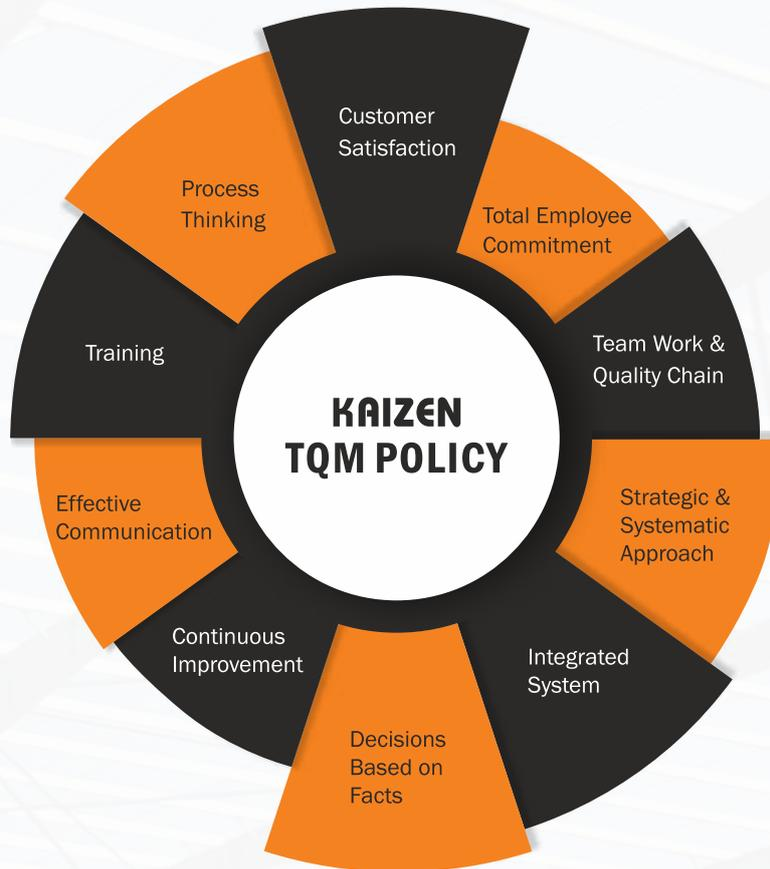 Customer
Satisfaction
Total Employee
Commitment
Team Work &
Quality Chain
Strategic &
Systematic
Approach
Integrated
System
Decisions
Based on
Facts
Continuous
Improvement
Effective
Communication
Training
Process
Thinking
KAIZEN
TQM POLICY